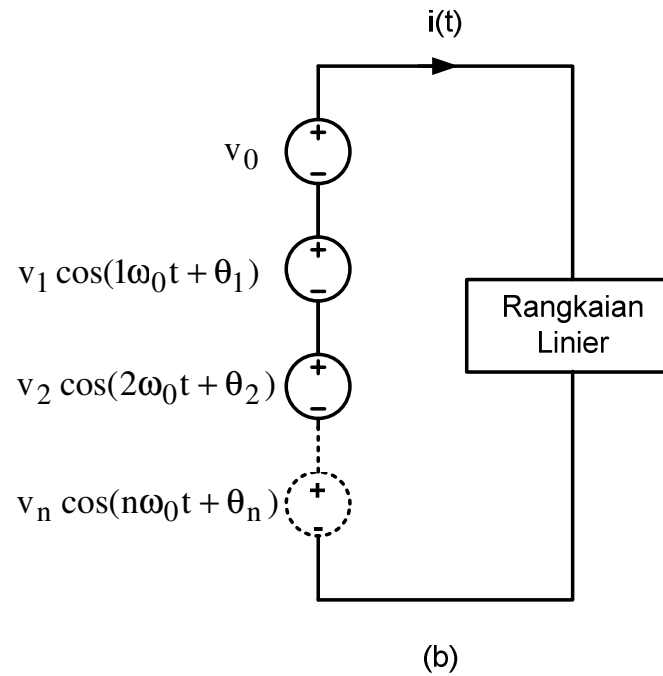 i(t)
+
−
v₀
+
−
v₁ cos(1ω₀t + θ₁)
Rangkaian
Linier
+
−
v₂ cos(2ω₀t + θ₂)
+
-
vₙ cos(nω₀t + θₙ)
(b)